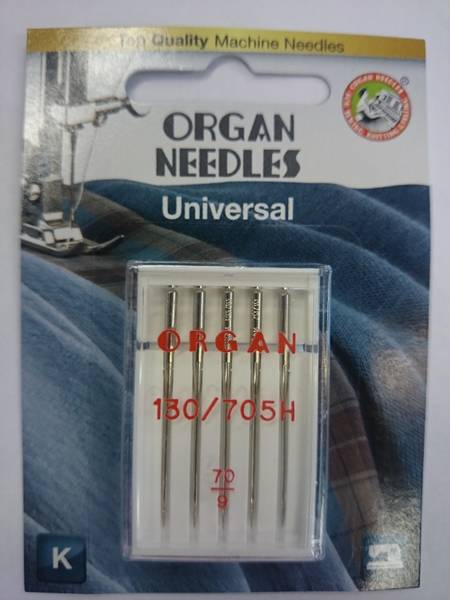 Top Quality Machine Needles
ORGAN
NEEDLES
Universal
ORGAN
130/705H
70
9
K